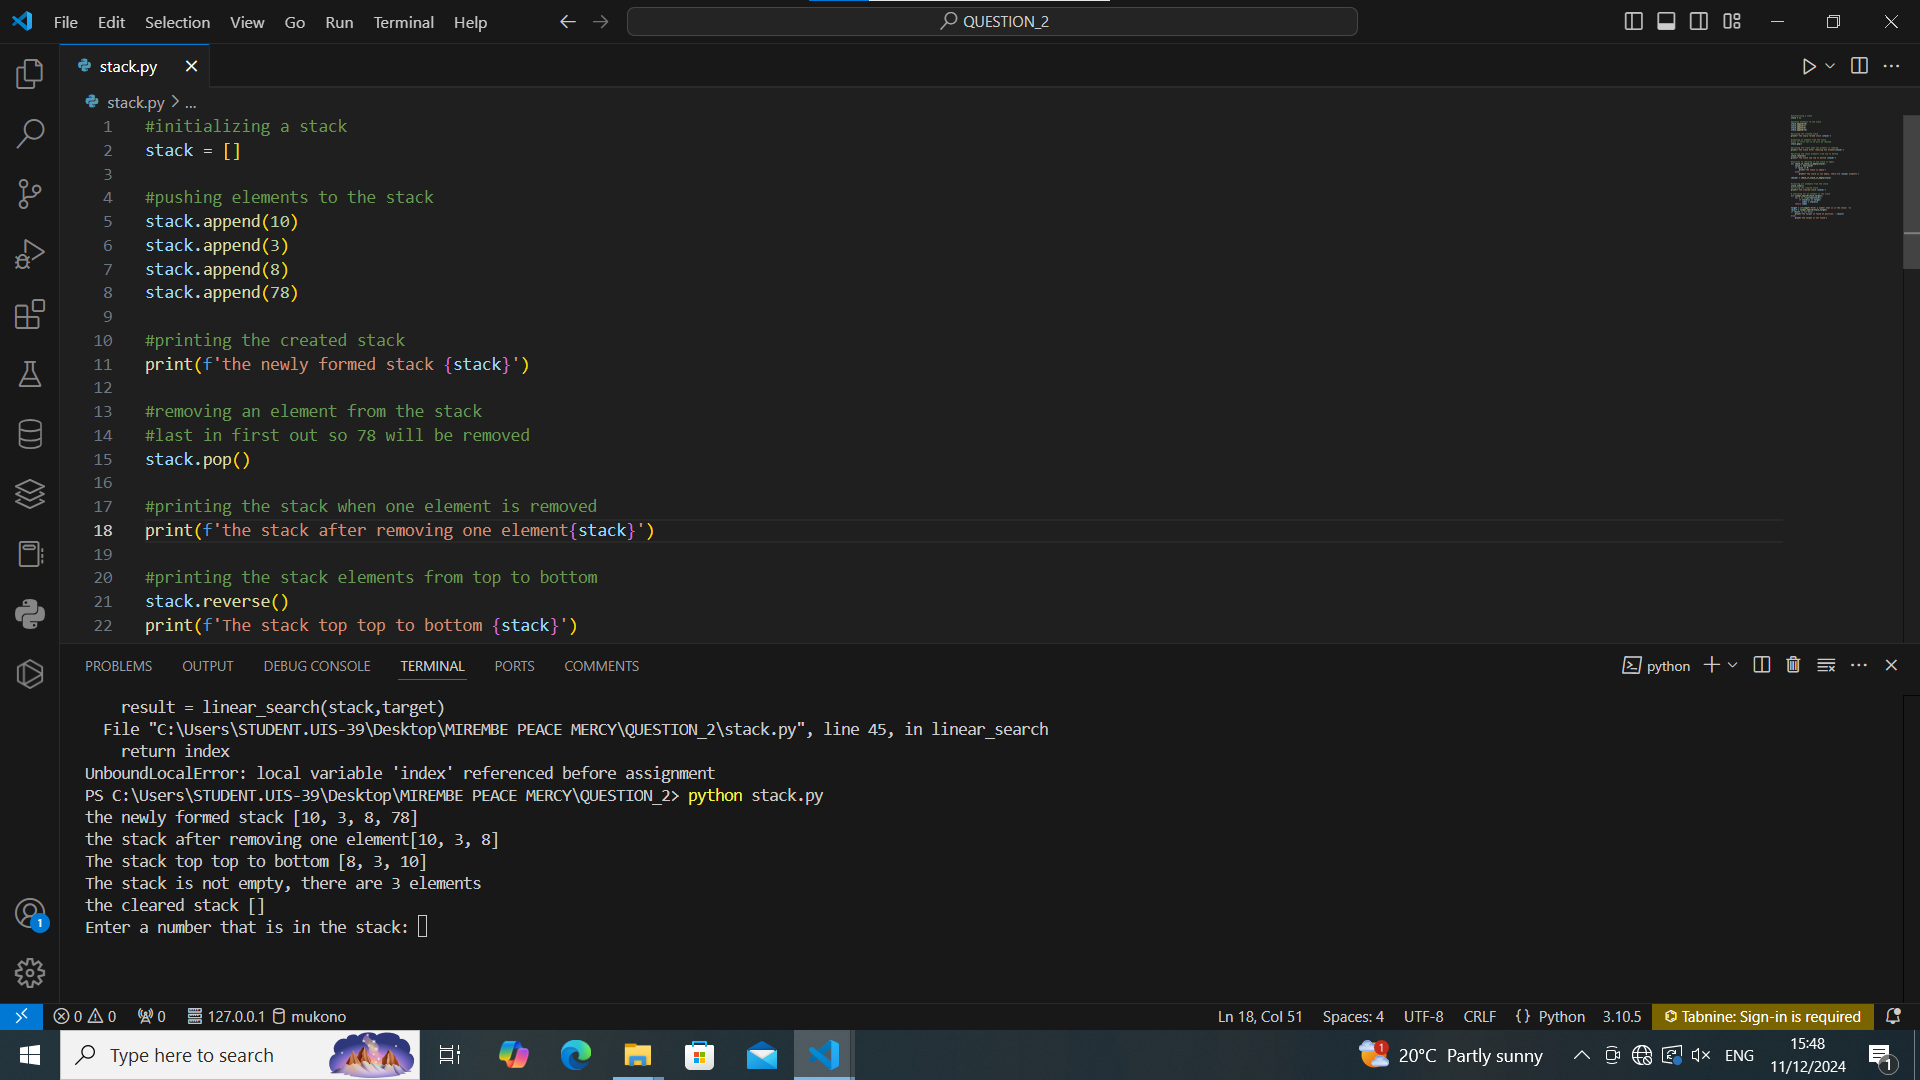 File Edit Selection View Go Run Terminal Help
QUESTION_2
stack.py
stack.py > ...
1 #initializing a stack
2 stack = []
3
4 #pushing elements to the stack
5 stack.append(10)
6 stack.append(3)
7 stack.append(8)
8 stack.append(78)
9
10 #printing the created stack
11 print(f'the newly formed stack {stack}')
12
13 #removing an element from the stack
14 #last in first out so 78 will be removed
15 stack.pop()
16
17 #printing the stack when one element is removed
18 print(f'the stack after removing one element{stack}')
19
20 #printing the stack elements from top to bottom
21 stack.reverse()
22 print(f'The stack top top to bottom {stack}')
PROBLEMS OUTPUT DEBUG CONSOLE TERMINAL PORTS COMMENTS
python
result = linear_search(stack,target)
File "C:\Users\STUDENT.UIS-39\Desktop\MIREMBE PEACE MERCY\QUESTION_2\stack.py", line 45, in linear_search
return index
UnboundLocalError: local variable 'index' referenced before assignment
PS C:\Users\STUDENT.UIS-39\Desktop\MIREMBE PEACE MERCY\QUESTION_2> python stack.py
the newly formed stack [10, 3, 8, 78]
the stack after removing one element[10, 3, 8]
The stack top top to bottom [8, 3, 10]
The stack is not empty, there are 3 elements
the cleared stack []
Enter a number that is in the stack:
1
0 0 0 127.0.0.1 mukono Ln 18, Col 51 Spaces: 4 UTF-8 CRLF {} Python 3.10.5 Tabnine: Sign-in is required
Type here to search
1 20°C Partly sunny ENG 15:48
11/12/2024
1